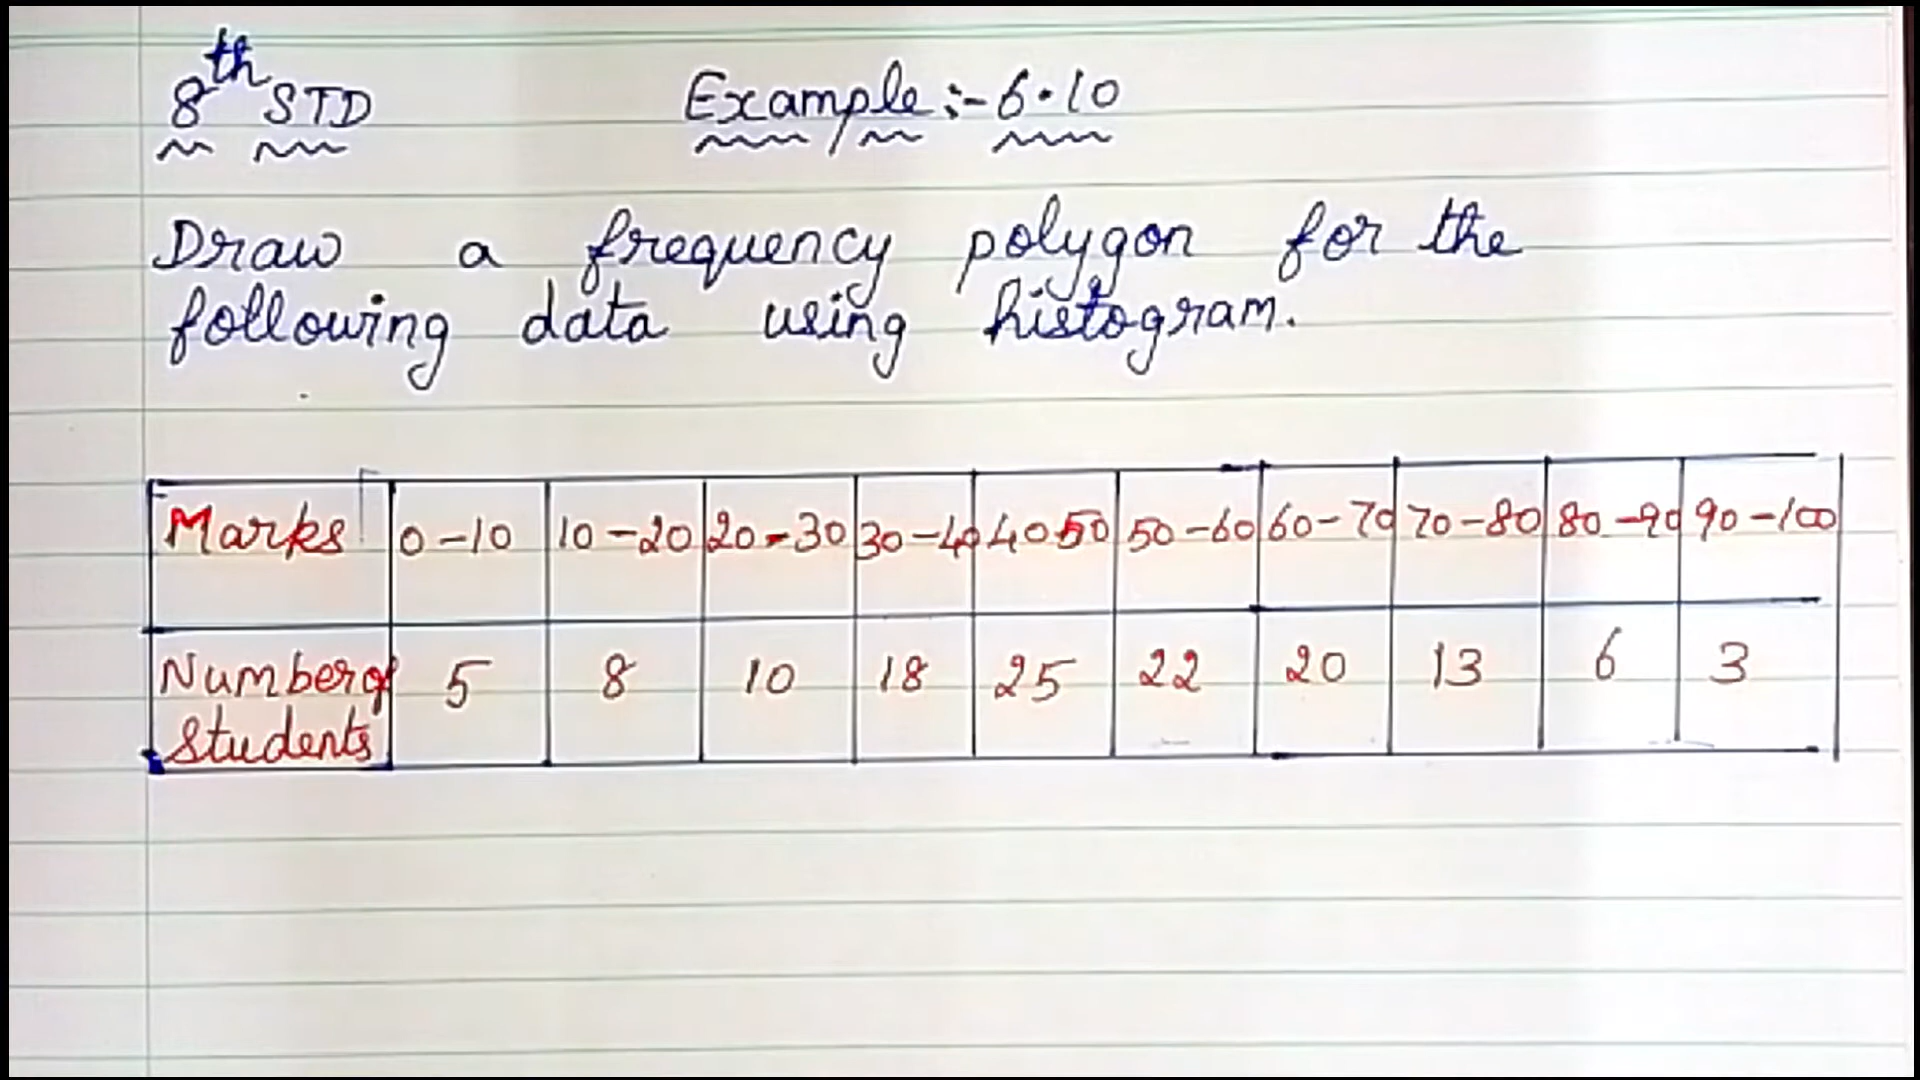 8th STD Example:- 6.10
Draw a frequency polygon for the
following data using histogram.
Marks 0-10 10-20 20-30 30-40 40-50 50-60 60-70 70-80 80-90 90-100
Number of 5 8 10 18 25 22 20 13 6 3
Students